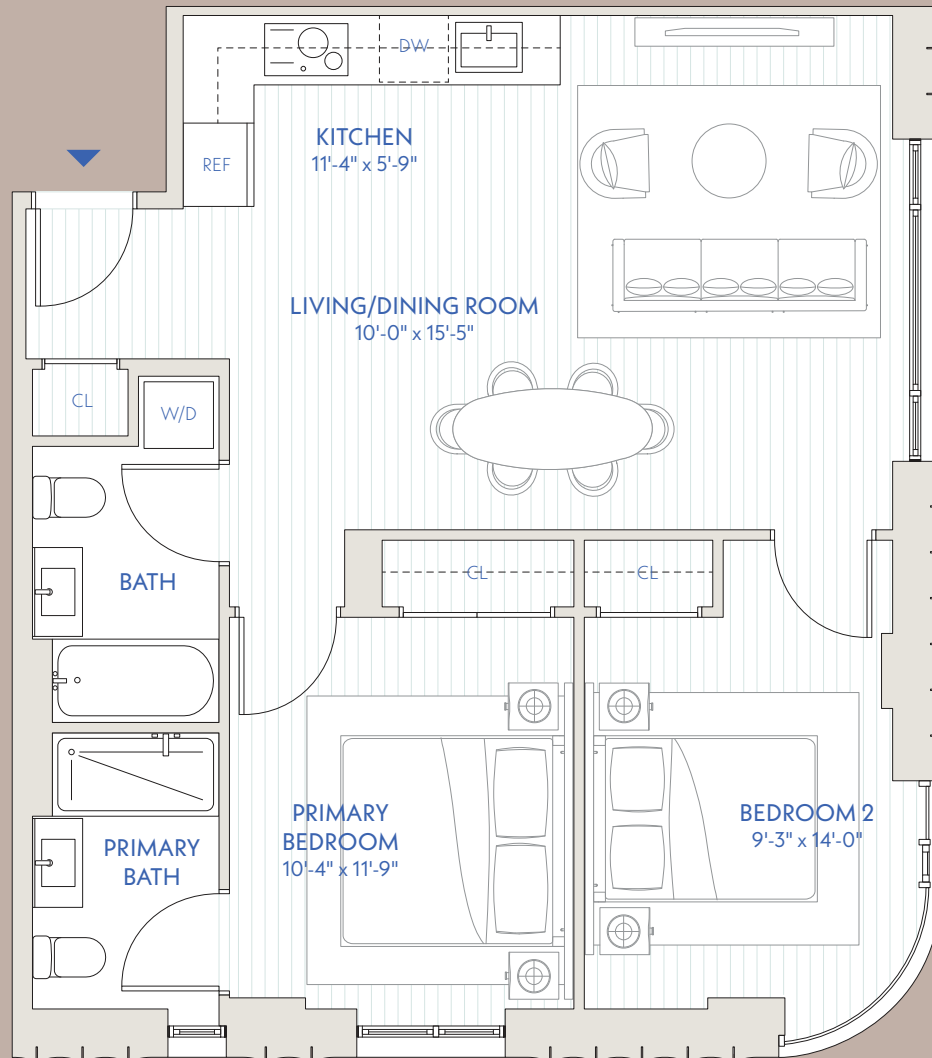 DW
KITCHEN
11'-4" x 5'-9"
REF
LIVING/DINING ROOM
10'-0" x 15'-5"
CL
W/D
CL
CL
BATH
PRIMARY
BEDROOM
10'-4" x 11'-9"
BEDROOM 2
9'-3" x 14'-0"
PRIMARY
BATH